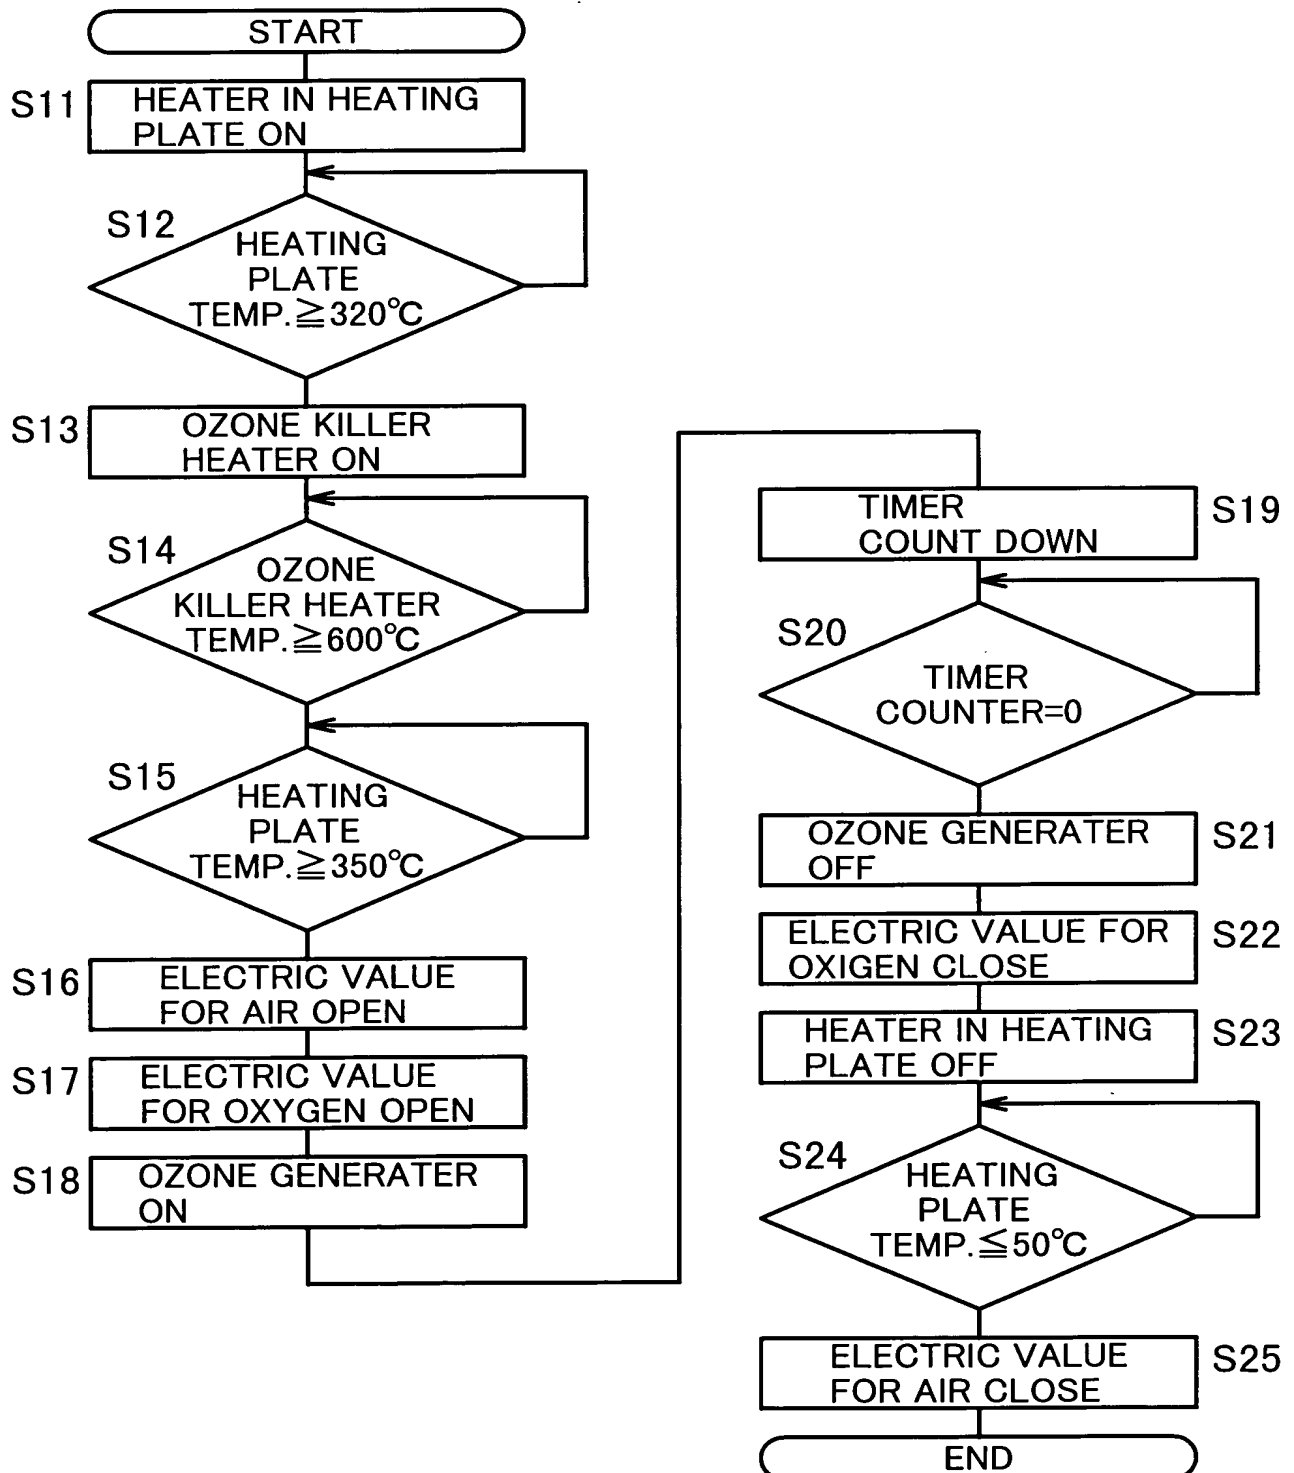 START
S11
HEATER IN HEATING
PLATE ON
S12
HEATING
PLATE
TEMP.≧320℃
S13
OZONE KILLER
HEATER ON
S14
OZONE
KILLER HEATER
TEMP.≧600℃
S15
HEATING
PLATE
TEMP.≧350℃
S16
ELECTRIC VALUE
FOR AIR OPEN
S17
ELECTRIC VALUE
FOR OXYGEN OPEN
S18
OZONE GENERATER
ON
TIMER
COUNT DOWN
S19
S20
TIMER
COUNTER=0
OZONE GENERATER
OFF
S21
ELECTRIC VALUE FOR
OXIGEN CLOSE
S22
HEATER IN HEATING
PLATE OFF
S23
S24
HEATING
PLATE
TEMP.≦50℃
ELECTRIC VALUE
FOR AIR CLOSE
S25
END